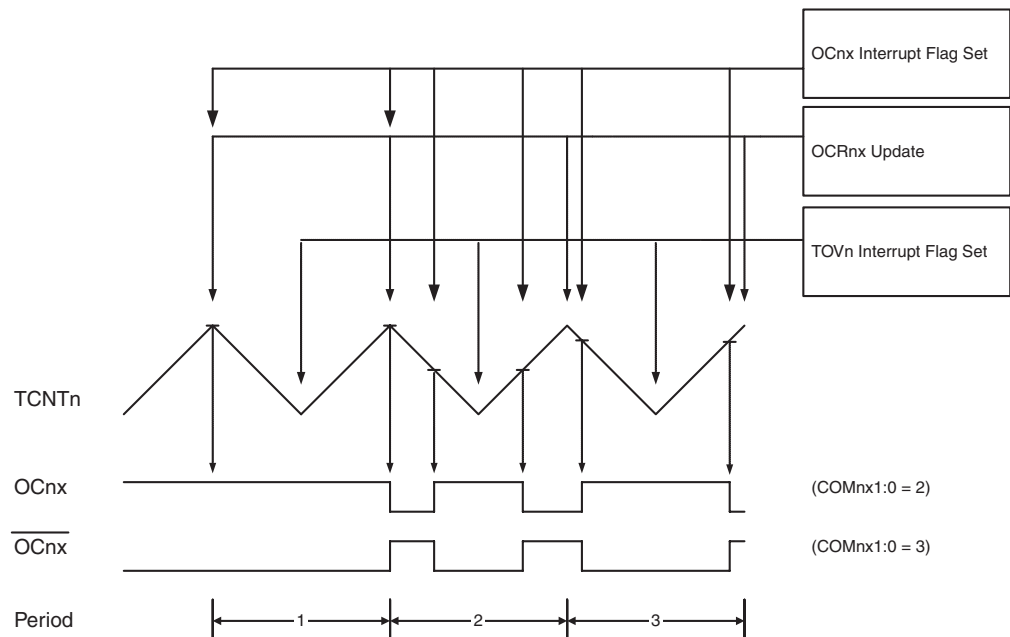 OCnx Interrupt Flag Set
OCRnx Update
TOVn Interrupt Flag Set
TCNTn
OCnx
(COMnx1:0 = 2)
OCnx
(COMnx1:0 = 3)
Period
1
2
3